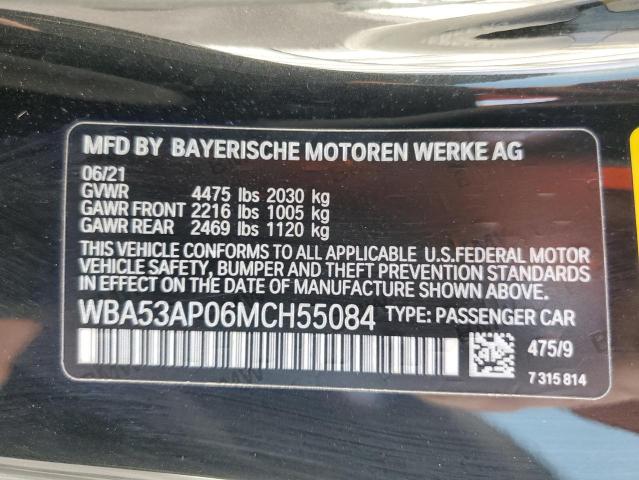 MFD BY BAYERISCHE MOTOREN WERKE AG
06/21
GVWR 4475 lbs 2030 kg
GAWR FRONT 2216 lbs 1005 kg
GAWR REAR 2469 lbs 1120 kg
THIS VEHICLE CONFORMS TO ALL APPLICABLE U.S.FEDERAL MOTOR
VEHICLE SAFETY, BUMPER AND THEFT PREVENTION STANDARDS
IN EFFECT ON THE DATE OF MANUFACTURE SHOWN ABOVE.
WBA53AP06MCH55084 TYPE: PASSENGER CAR
475/9
7 315 814